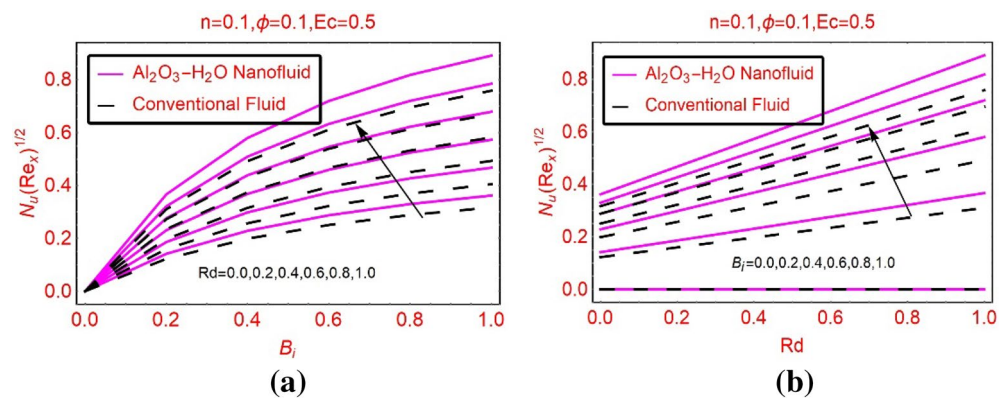 n=0.1,ϕ=0.1,Ec=0.5
Nu(Rex)^1/2
0.8
0.6
0.4
0.2
0.0
Al2O3−H2O Nanofluid
Conventional Fluid
Rd=0.0,0.2,0.4,0.6,0.8,1.0
0.0 0.2 0.4 0.6 0.8 1.0
Bi
(a)
n=0.1,ϕ=0.1,Ec=0.5
Nu(Rex)^1/2
0.8
0.6
0.4
0.2
0.0
Al2O3−H2O Nanofluid
Conventional Fluid
Bi=0.0,0.2,0.4,0.6,0.8,1.0
0.0 0.2 0.4 0.6 0.8 1.0
Rd
(b)